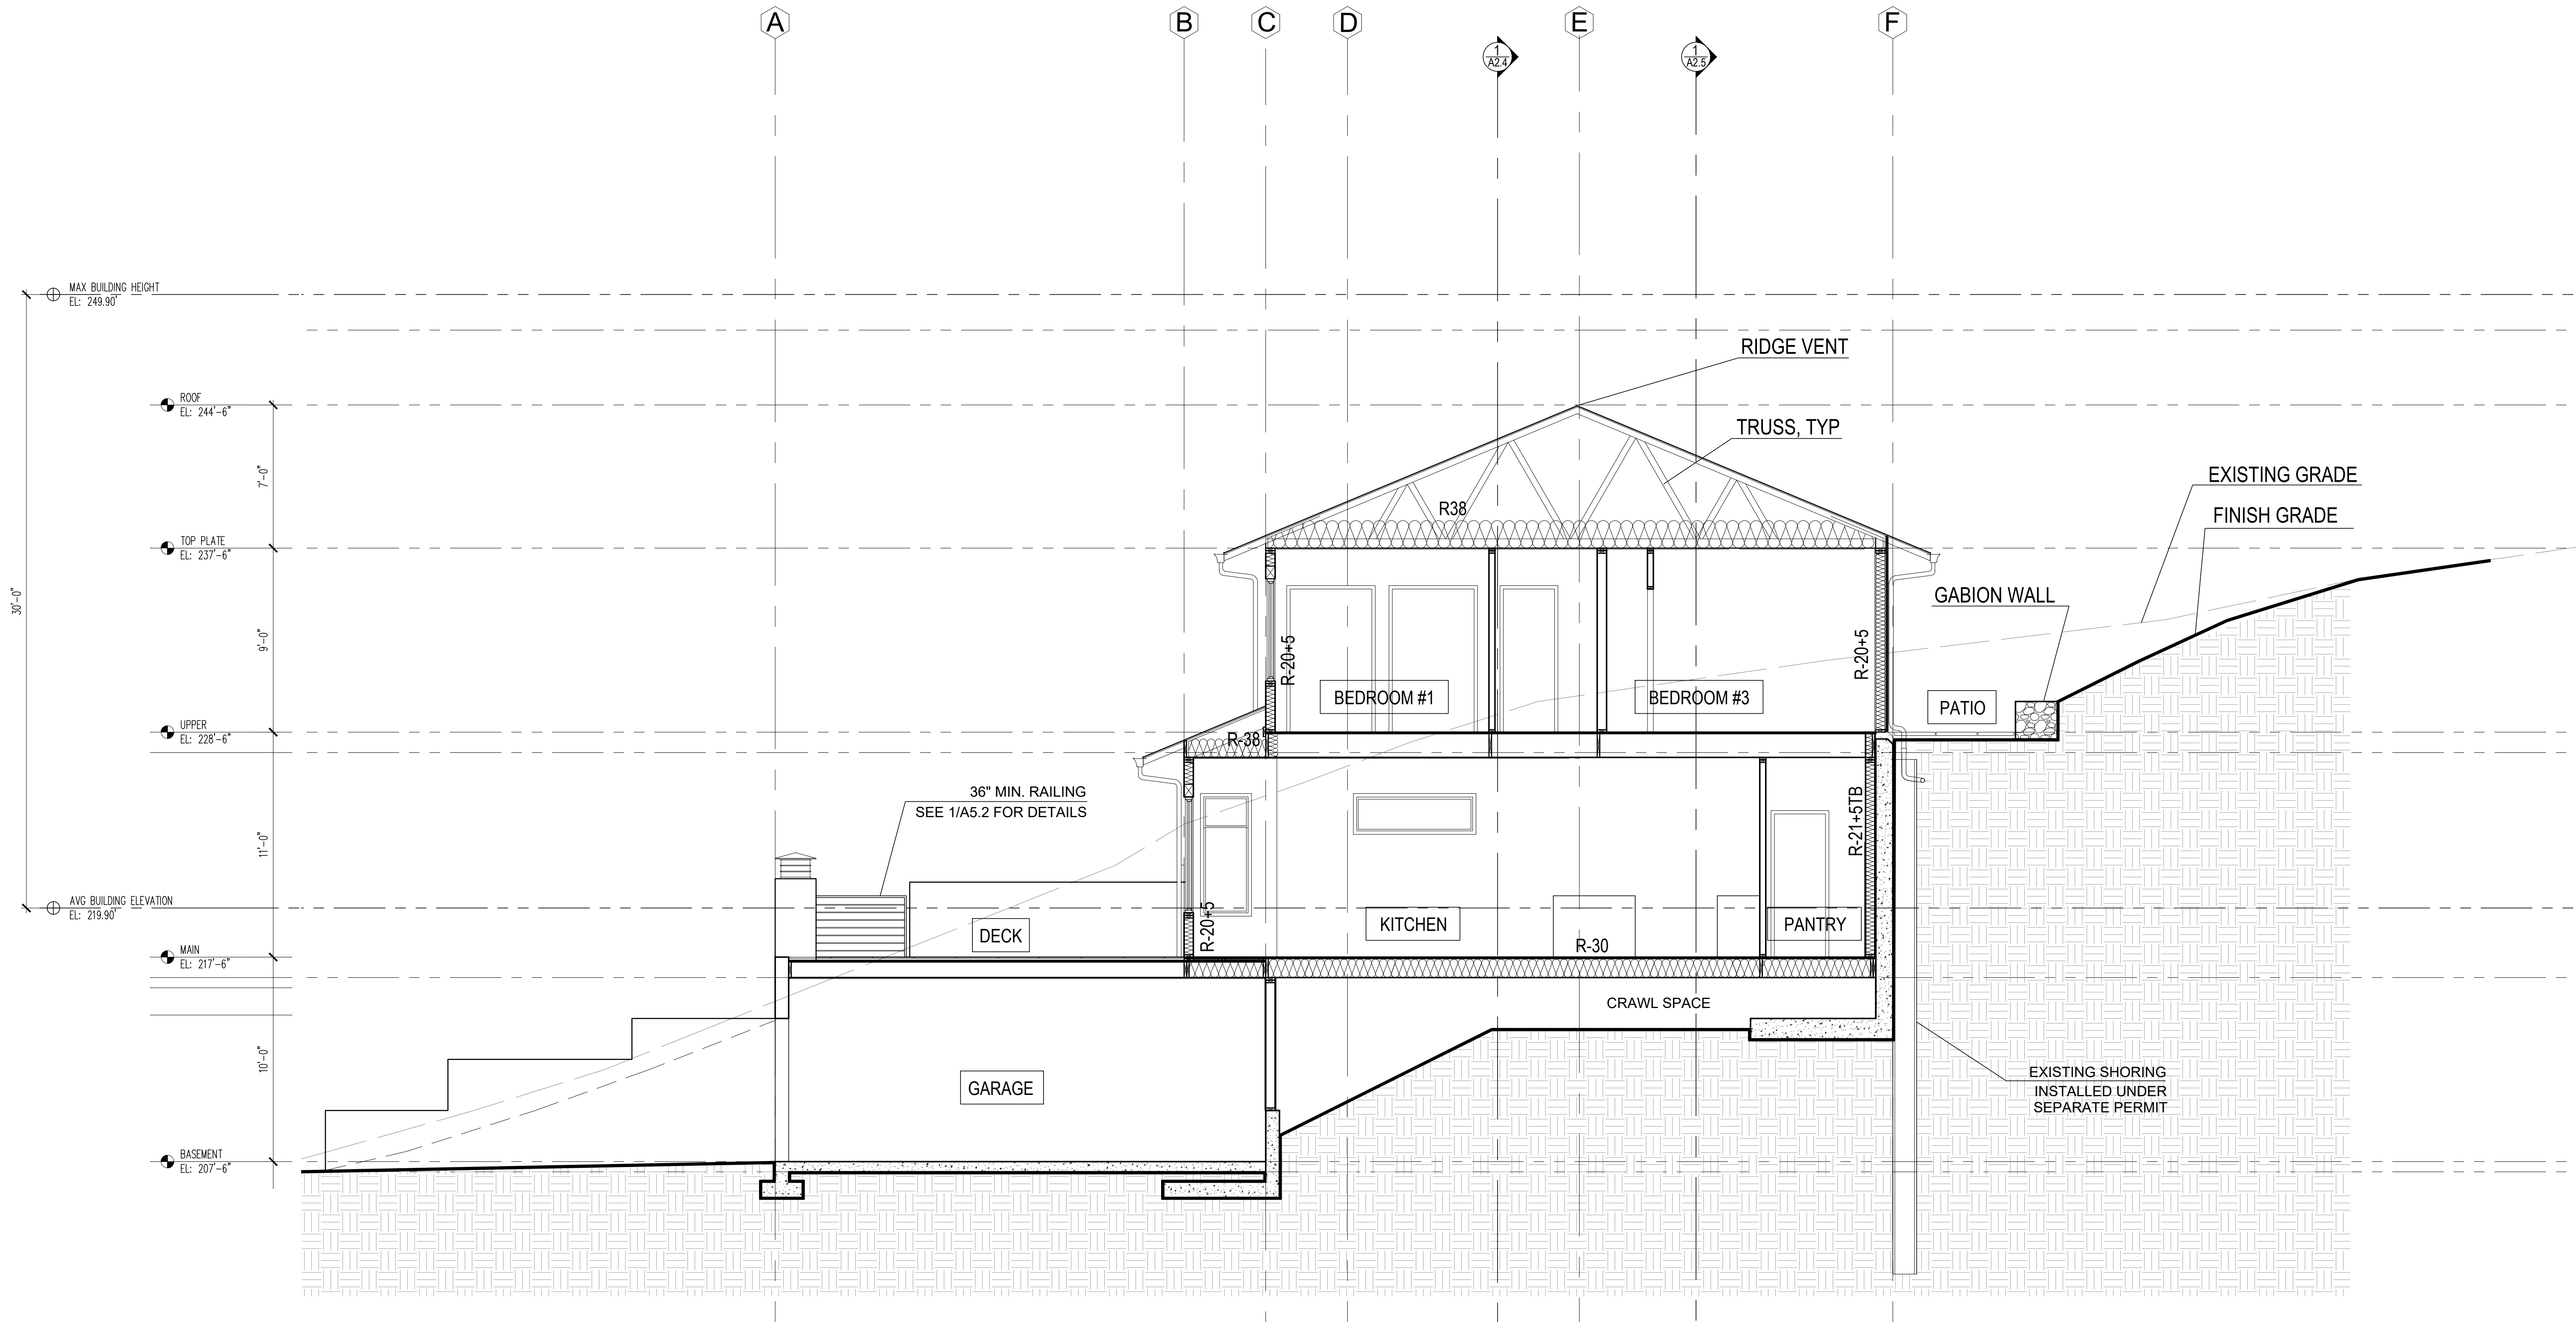 A
B
C
D
E
F
1
A2.4
1
A2.5
MAX BUILDING HEIGHT
EL: 249.90'
RIDGE VENT
ROOF
EL: 244'-6"
TRUSS, TYP
7'-0"
EXISTING GRADE
R38
FINISH GRADE
TOP PLATE
EL: 237'-6"
30'-0"
GABION WALL
9'-0"
R-20+5
R-20+5
BEDROOM #1
BEDROOM #3
PATIO
UPPER
EL: 228'-6"
R-38
36" MIN. RAILING
SEE 1/A5.2 FOR DETAILS
11'-0"
R-21+5TB
AVG BUILDING ELEVATION
EL: 219.90'
R-20+5
DECK
KITCHEN
PANTRY
R-30
MAIN
EL: 217'-6"
CRAWL SPACE
10'-0"
GARAGE
EXISTING SHORING
INSTALLED UNDER
SEPARATE PERMIT
BASEMENT
EL: 207'-6"